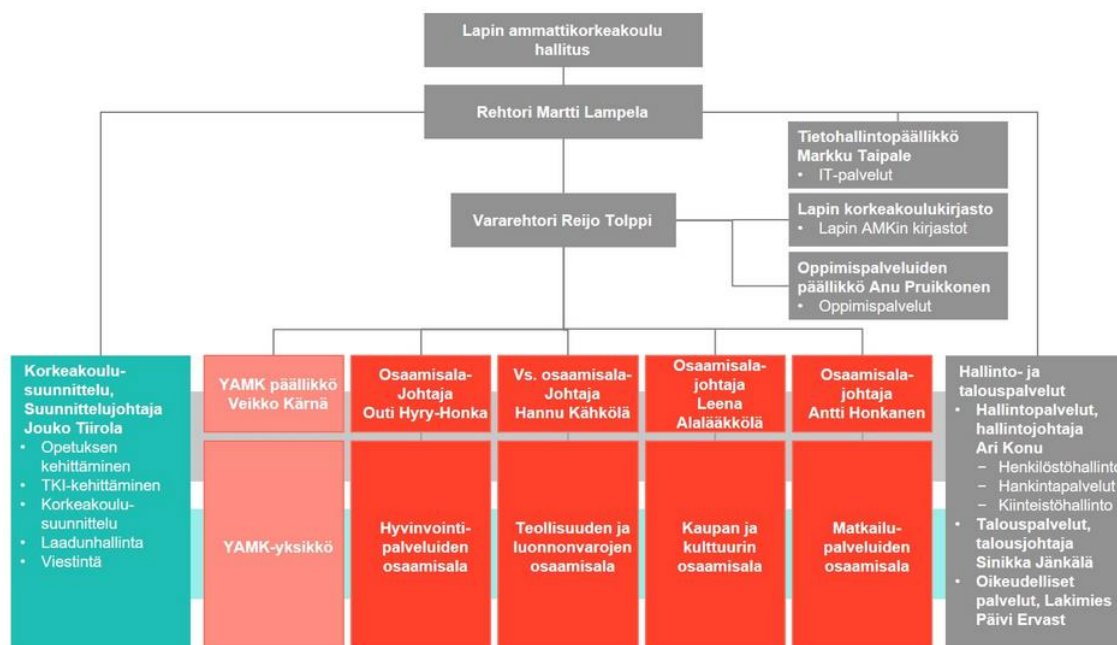 Lapin ammattikorkeakoulu
hallitus
Rehtori Martti Lampela
Tietohallintopäällikkö
Markku Taipale
• IT-palvelut
Vararehtori Reijo Tolppi
Lapin korkeakoulukirjasto
• Lapin AMKin kirjastot
Oppimispalveluiden
päällikkö Anu Pruikkonen
• Oppimispalvelut
Korkeakoulu-
suunnittelu,
Suunnittelujohtaja
Jouko Tiirola
• Opetuksen
kehittäminen
• TKI-kehittäminen
• Korkeakoulu-
suunnittelu
• Laadunhallinta
• Viestintä
YAMK päällikkö
Veikko Kärnä
Osaamisala-
Johtaja
Outi Hyry-Honka
Vs. osaamisala-
Johtaja
Hannu Kähkölä
Osaamisala-
johtaja
Leena
Alalääkkölä
Osaamisala-
johtaja
Antti Honkanen
YAMK-yksikkö
Hyvinvointi-
palveluiden
osaamisala
Teollisuuden ja
luonnonvarojen
osaamisala
Kaupan ja
kulttuurin
osaamisala
Matkailu-
palveluiden
osaamisala
Hallinto- ja
talouspalvelut
• Hallintopalvelut,
hallintojohtaja
Ari Konu
– Henkilöstöhallinto
– Hankintapalvelut
– Kiinteistöhallinto
• Talouspalvelut,
talousjohtaja
Sinikka Jänkälä
• Oikeudelliset
palvelut, Lakimies
Päivi Ervast